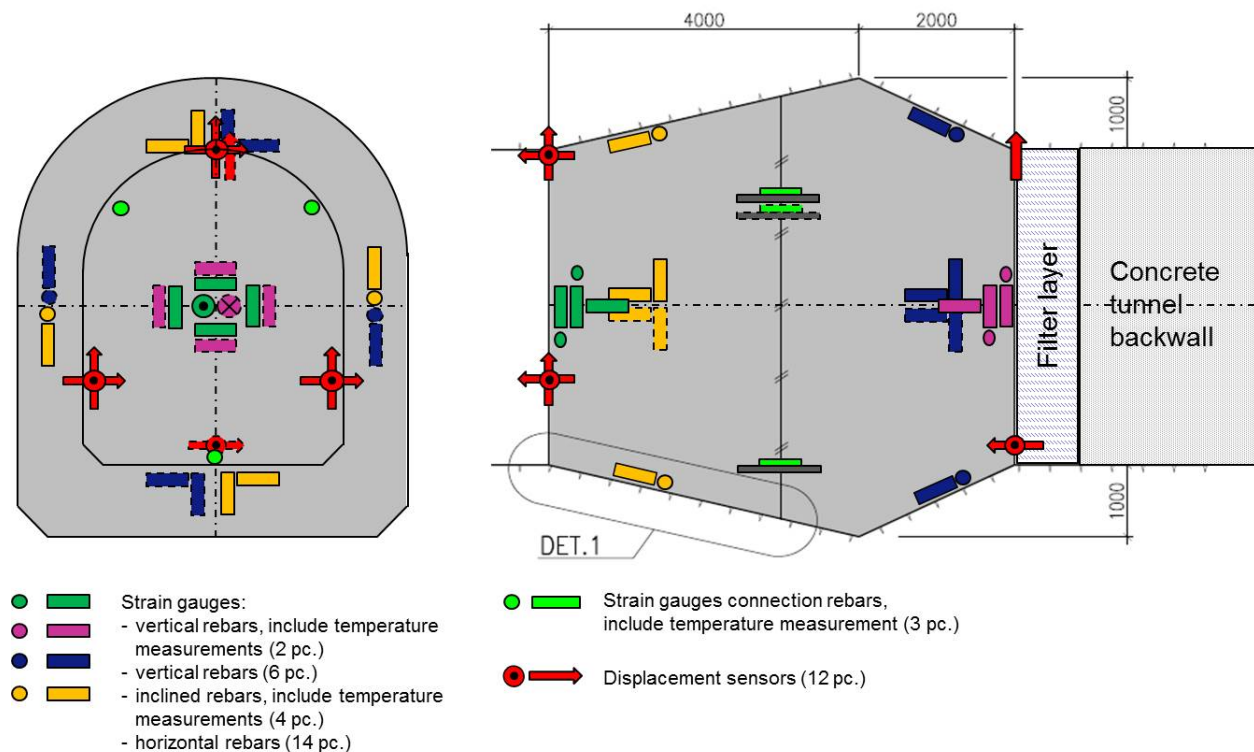 4000
2000
1000
Filter layer
Concrete
tunnel
backwall
1000
DET.1
Strain gauges:
- vertical rebars, include temperature
measurements (2 pc.)
- vertical rebars (6 pc.)
- inclined rebars, include temperature
measurements (4 pc.)
- horizontal rebars (14 pc.)
Strain gauges connection rebars,
include temperature measurement (3 pc.)
Displacement sensors (12 pc.)